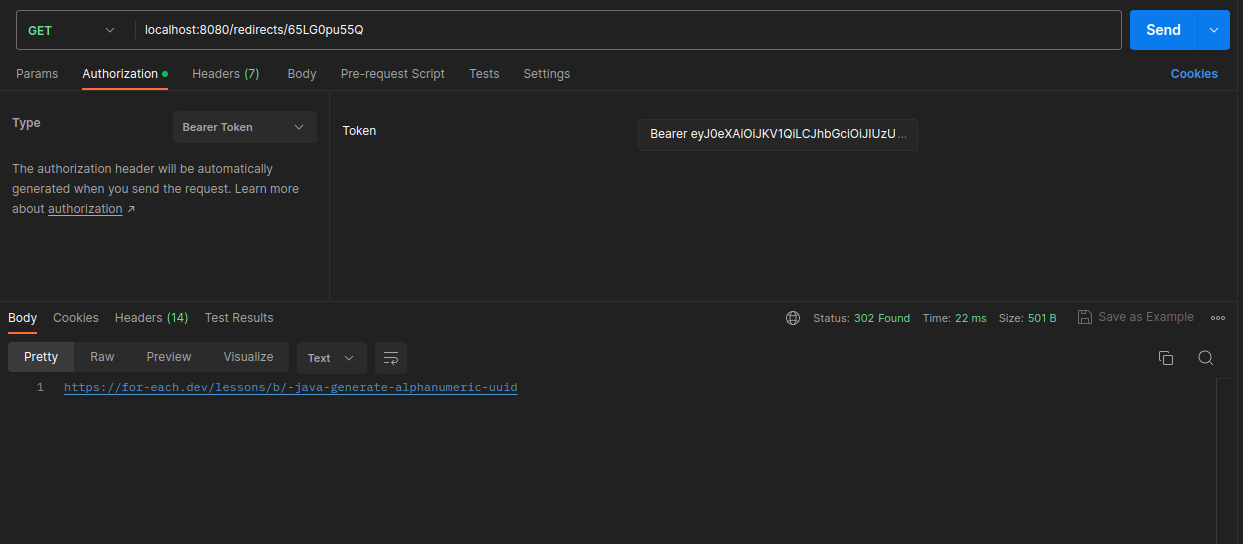 GET localhost:8080/redirects/65LG0pu55Q Send
Params Authorization Headers (7) Body Pre-request Script Tests Settings Cookies
Type Bearer Token
Token Bearer eyJ0eXAiOiJKV1QiLCJhbGciOiJIUzU...
The authorization header will be automatically
generated when you send the request. Learn more
about authorization ↗
Body Cookies Headers (14) Test Results Status: 302 Found Time: 22 ms Size: 501 B Save as Example
Pretty Raw Preview Visualize Text
1 https://for-each.dev/lessons/b/-java-generate-alphanumeric-uuid